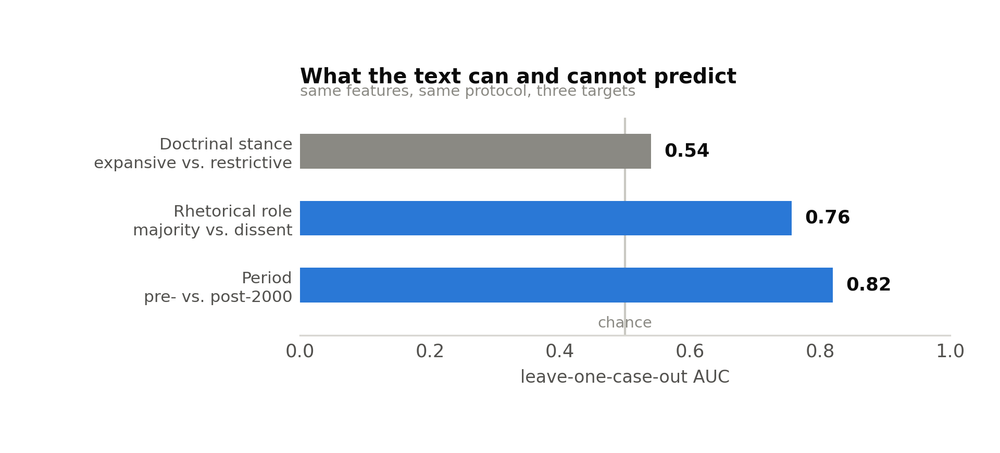 What the text can and cannot predict
same features, same protocol, three targets
Doctrinal stance
expansive vs. restrictive
0.54
Rhetorical role
majority vs. dissent
0.76
Period
pre- vs. post-2000
0.82
chance
0.0 0.2 0.4 0.6 0.8 1.0
leave-one-case-out AUC